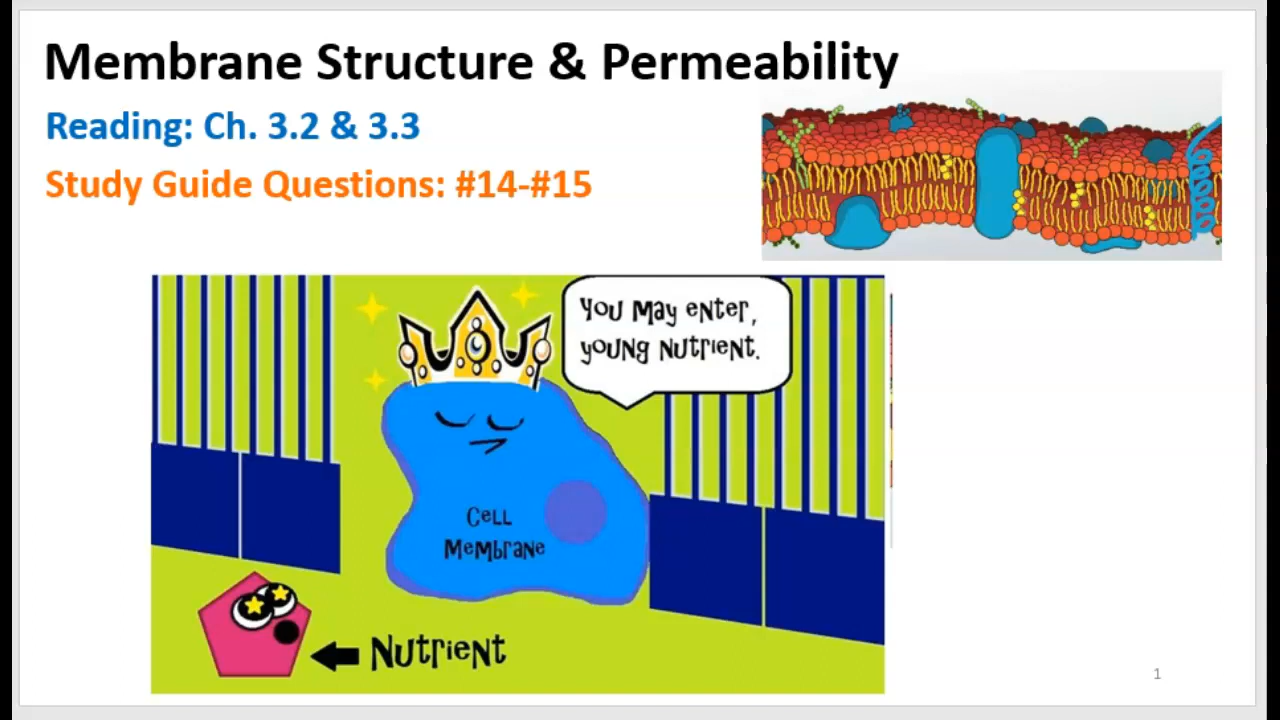 Membrane Structure & Permeability
Reading: Ch. 3.2 & 3.3
Study Guide Questions: #14-#15
You May eNter,
yoUNg NUtrieNt.
Cell
MeMbraNe
NUtrieNt
1